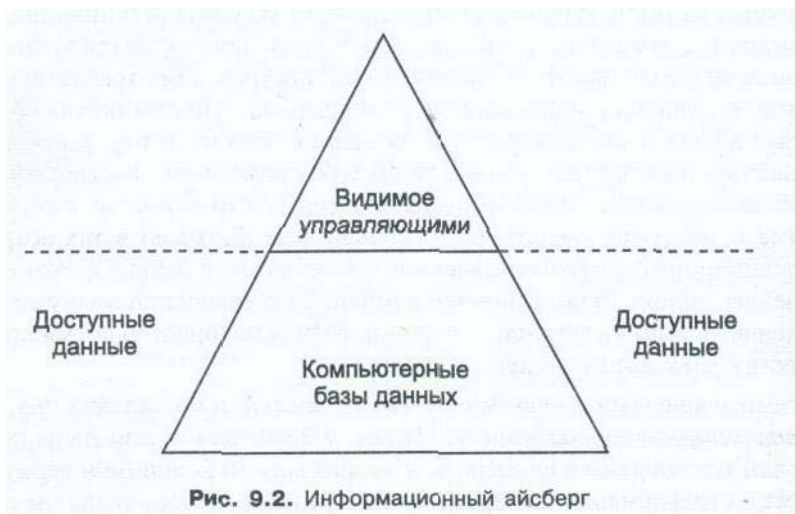 Видимое
управляющими
Доступные
данные
Доступные
данные
Компьютерные
базы данных
Рис. 9.2. Информационный айсберг